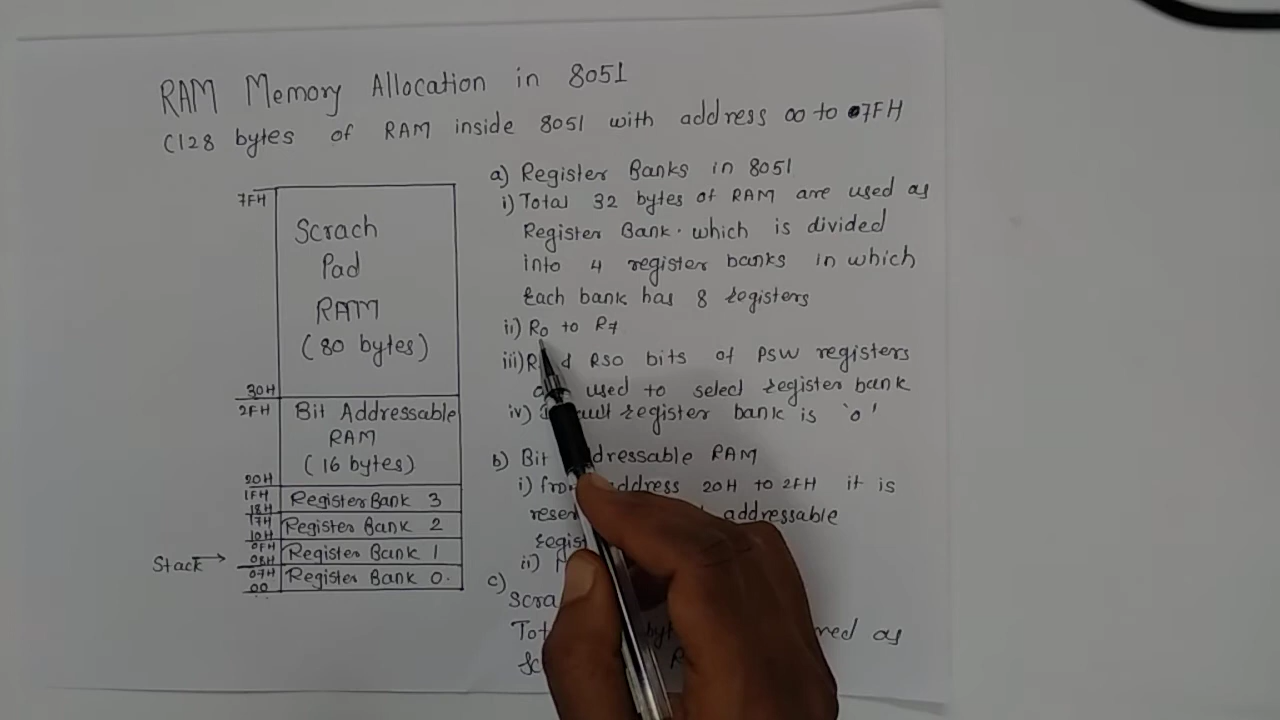 RAM Memory Allocation in 8051
(128 bytes of RAM inside 8051 with address 00 to 07FH
7FH
Scrach
Pad
RAM
(80 bytes)
30H
2FH
Bit Addressable
RAM
(16 bytes)
20H
1FH
Register Bank 3
18H
17H
Register Bank 2
10H
0FH
Register Bank 1
08H
Stack →
07H
Register Bank 0.
00
a) Register Banks in 8051
i) Total 32 bytes of RAM are used as
Register Bank. which is divided
into 4 register banks in which
Each bank has 8 registers
ii) R0 to R7
iii) RS0 bits of PSW registers
used to select register bank
iv) register bank is '0'
b) Bit RAM
i) address 20H to 2FH it is
addressable
ii)
c)
Scra
as